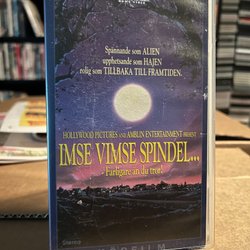 Spännande som ALIEN,
upphetsande som HAJEN
rolig som TILLBAKA TILL FRAMTIDEN.
HOLLYWOOD PICTURES AND AMBLIN ENTERTAINMENT PRESENT
IMSE VIMSE SPINDEL...
- Farligare än du tror!